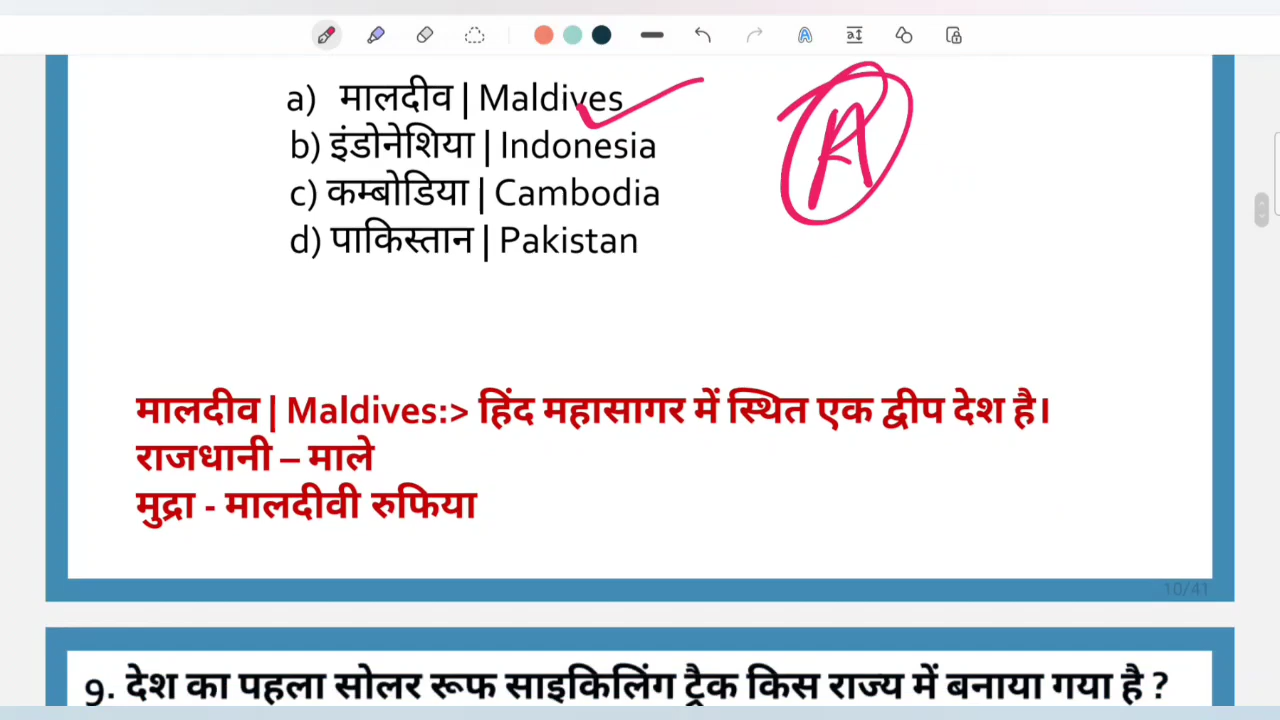 a) मालदीव | Maldives
b) इंडोनेशिया | Indonesia
c) कम्बोडिया | Cambodia
d) पाकिस्तान | Pakistan
A
मालदीव | Maldives:> हिंद महासागर में स्थित एक द्वीप देश है।
राजधानी – माले
मुद्रा - मालदीवी रुफिया
10/41
9. देश का पहला सोलर रूफ साइकिलिंग ट्रैक किस राज्य में बनाया गया है ?